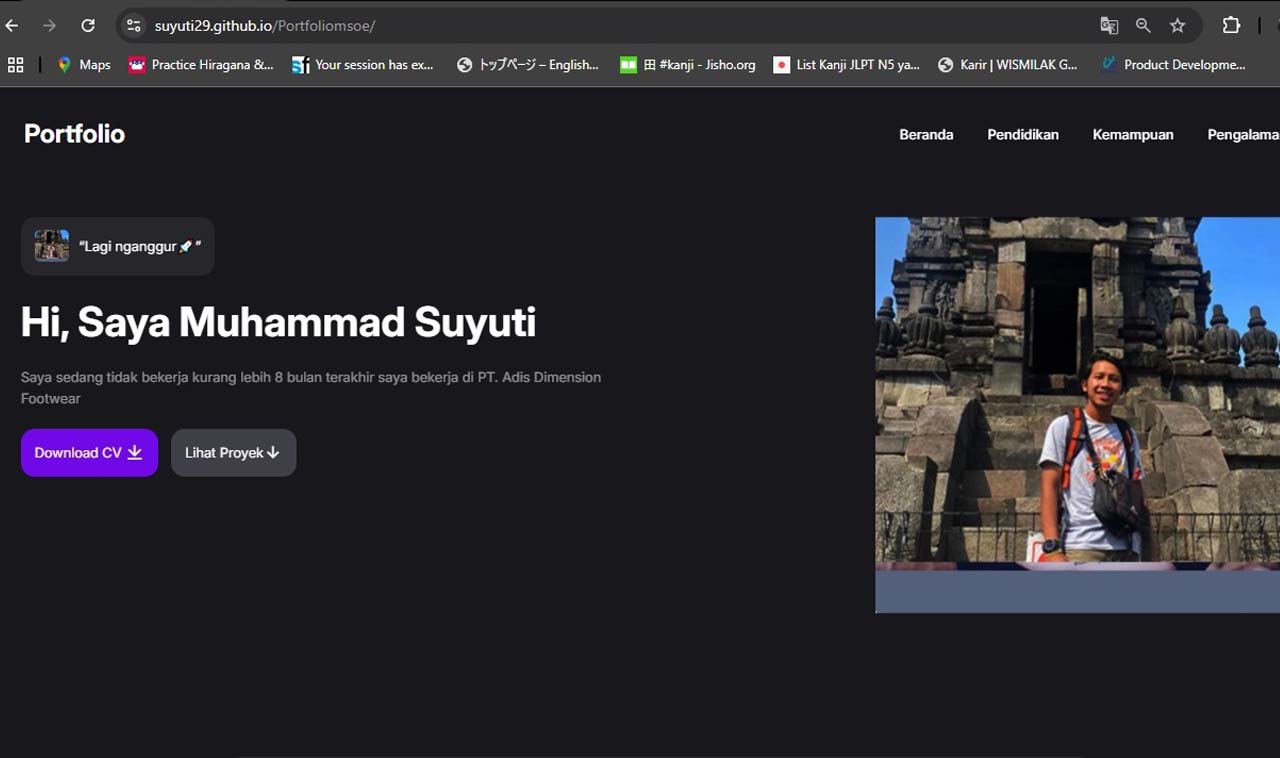 suyuti29.github.io/Portfoliomsoe/
Maps
Practice Hiragana &...
Your session has ex...
トップページ – English...
田 #kanji - Jisho.org
List Kanji JLPT N5 ya...
Karir | WISMILAK G...
Product Developme...
Portfolio
Beranda
Pendidikan
Kemampuan
Pengalama
"Lagi nganggur🚀"
Hi, Saya Muhammad Suyuti
Saya sedang tidak bekerja kurang lebih 8 bulan terakhir saya bekerja di PT. Adis Dimension
Footwear
Download CV
Lihat Proyek